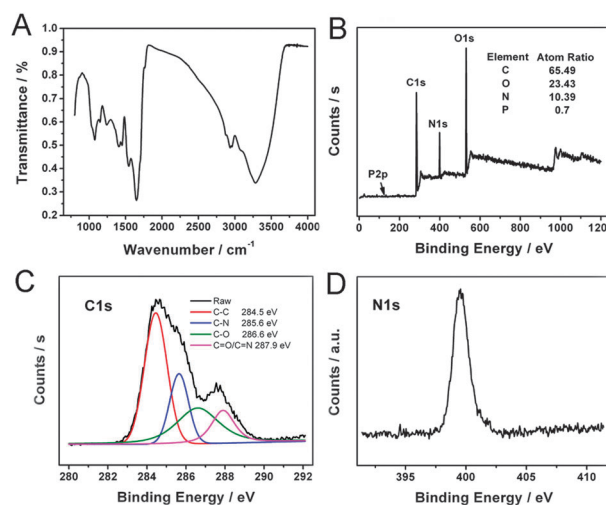 A
Transmittance / %
0.9
0.8
0.7
0.6
0.5
0.4
0.3
0.2
1000 1500 2000 2500 3000 3500 4000
Wavenumber / cm-1
B
Counts / s
O1s
C1s
N1s
P2p
Element Atom Ratio
C 65.49
O 23.43
N 10.39
P 0.7
0 200 400 600 800 1000 120
Binding Energy / eV
C
C1s
Counts / s
Raw
C-C 284.5 eV
C-N 285.6 eV
C-O 286.6 eV
C=O/C=N 287.9 eV
280 282 284 286 288 290 292
Binding Energy / eV
D
N1s
Counts / a.u.
395 400 405 410
Binding Energy / eV